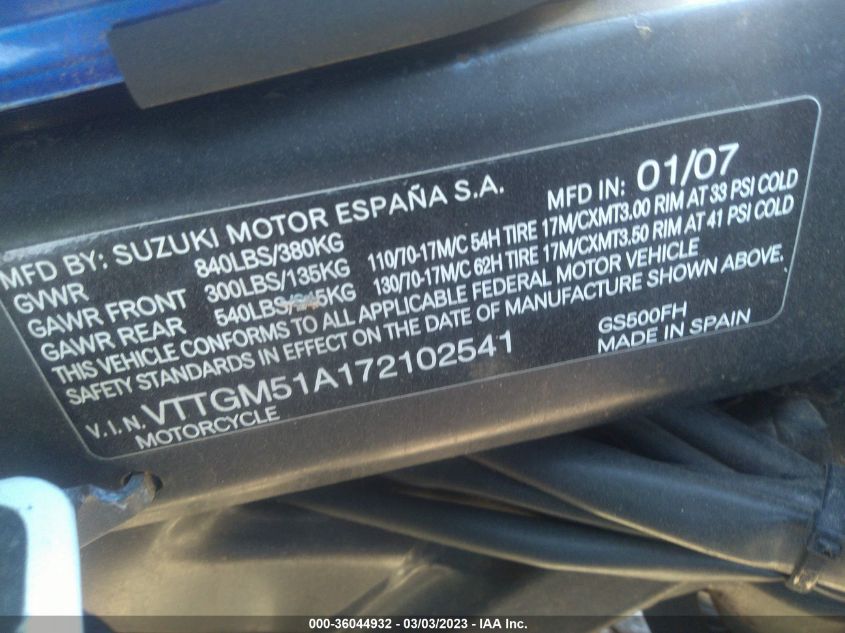 MFD BY: SUZUKI MOTOR ESPAÑA S.A. MFD IN: 01/07
GVWR 840LBS/380KG
GAWR FRONT 300LBS/135KG 110/70-17M/C 54H TIRE 17M/CXMT3.00 RIM AT 33 PSI COLD
GAWR REAR 540LBS/245KG 130/70-17M/C 62H TIRE 17M/CXMT3.50 RIM AT 41 PSI COLD
THIS VEHICLE CONFORMS TO ALL APPLICABLE FEDERAL MOTOR VEHICLE
SAFETY STANDARDS IN EFFECT ON THE DATE OF MANUFACTURE SHOWN ABOVE.
V.I.N. VTTGM51A172102541 GS500FH
MOTORCYCLE MADE IN SPAIN
000-36044932 - 03/03/2023 - IAA Inc.